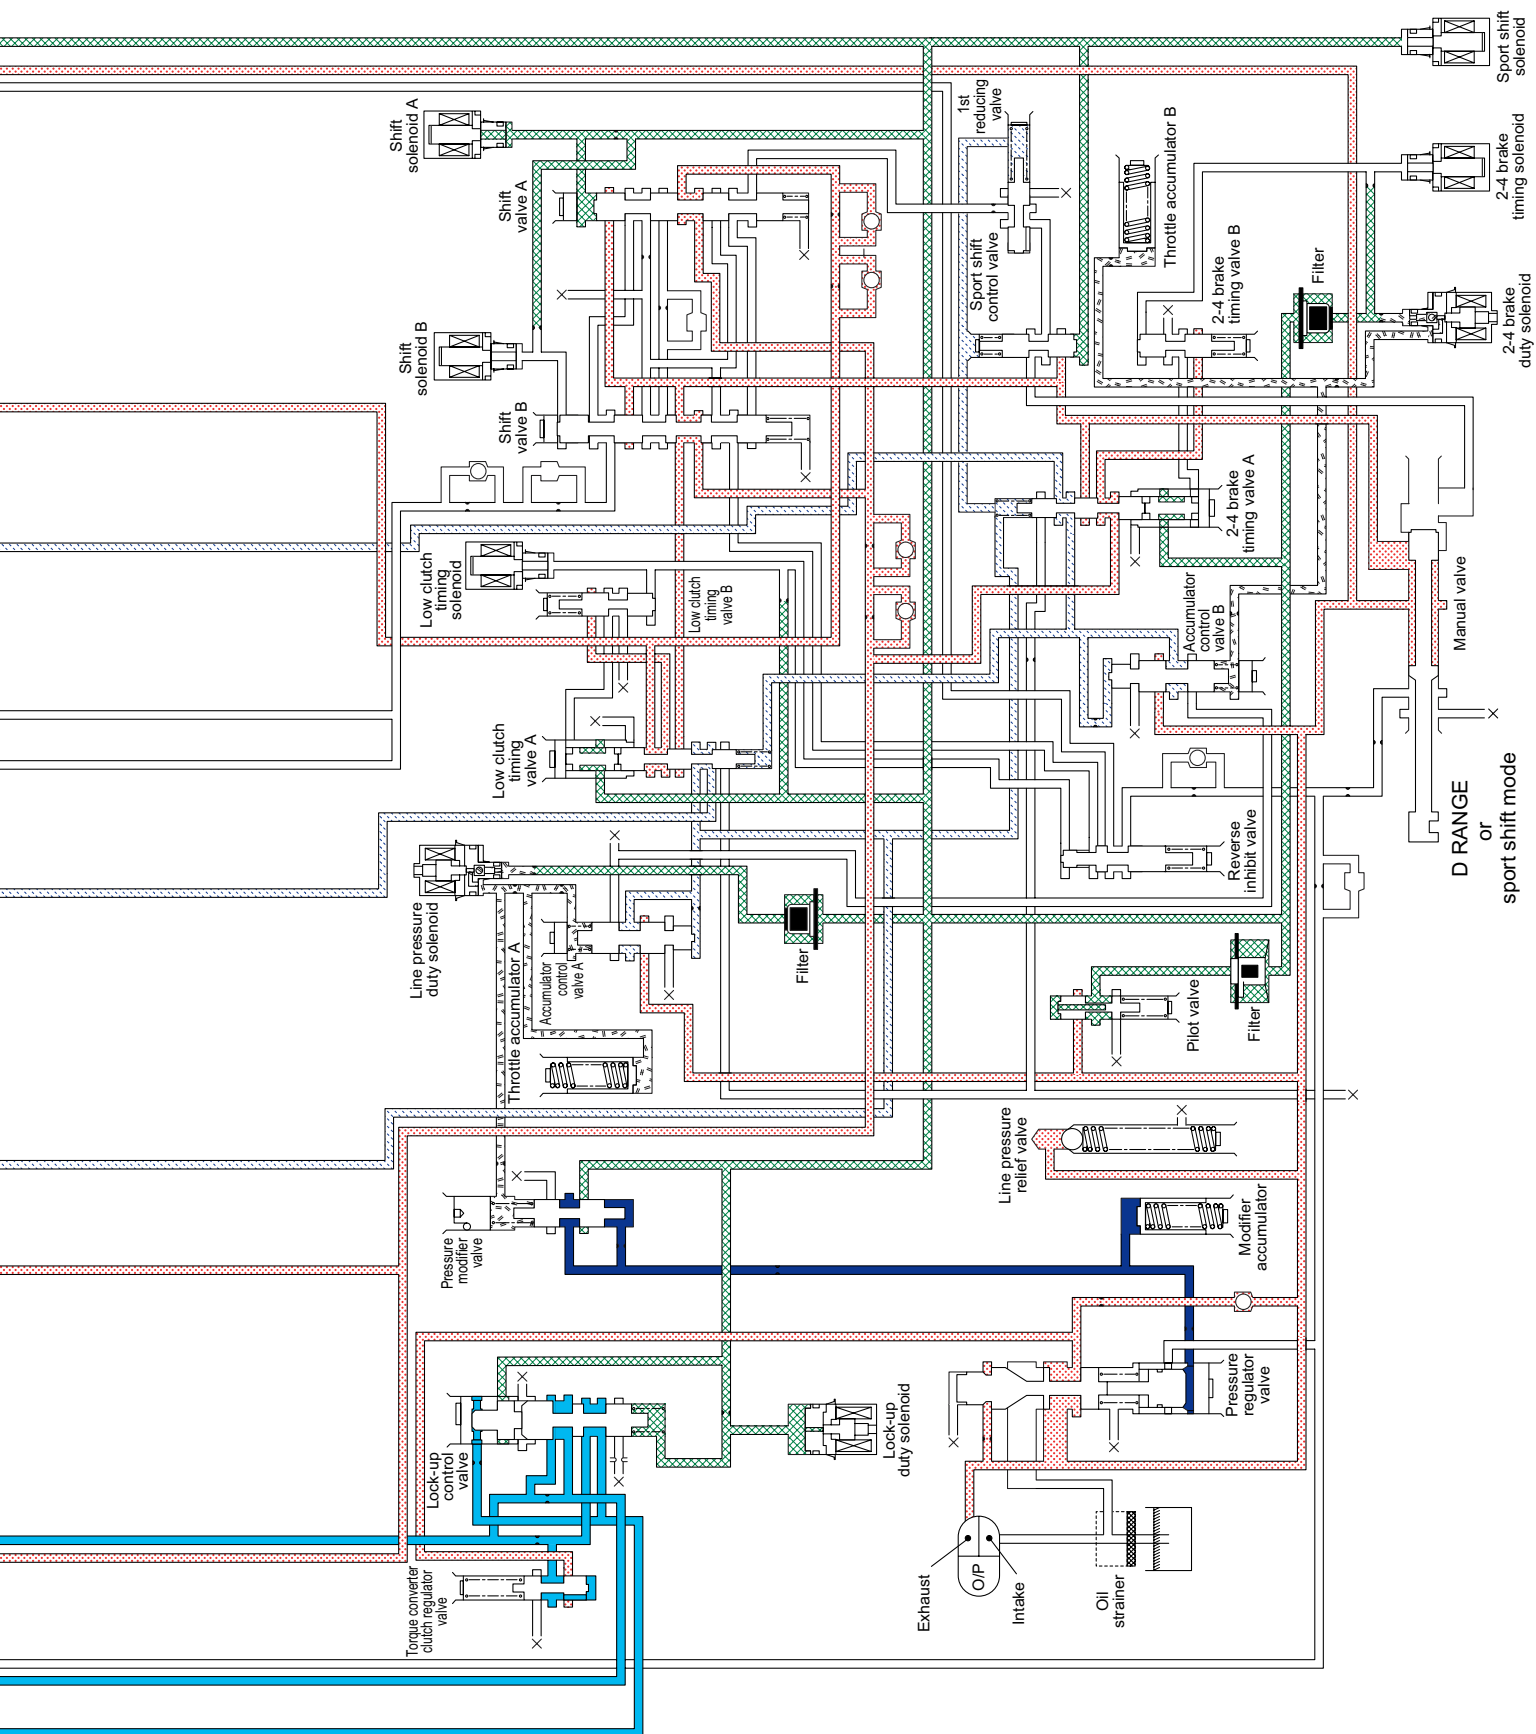 Sport shift
solenoid
2-4 brake
timing solenoid
2-4 brake
duty solenoid
Shift
solenoid A
1st
reducing
valve
Throttle accumulator B
Shift
valve A
Sport shift
control valve
2-4 brake
timing valve B
Filter
Shift
solenoid B
Shift
valve B
2-4 brake
timing valve A
Low clutch
timing
solenoid
Low clutch timing
valve B
Accumulator
control
valve B
Manual valve
Low clutch
timing
valve A
Reverse
inhibit valve
D RANGE
or
sport shift mode
Line pressure
duty solenoid
Throttle accumulator A
Accumulator
control
valve A
Filter
Pilot valve
Filter
Line pressure
relief valve
Pressure
modifier
valve
Modifier
accumulator
Lock-up
control
valve
Lock-up
duty solenoid
Pressure
regulator
valve
Torque converter
clutch regulator
valve
Exhaust
O/P
Intake
Oil
strainer